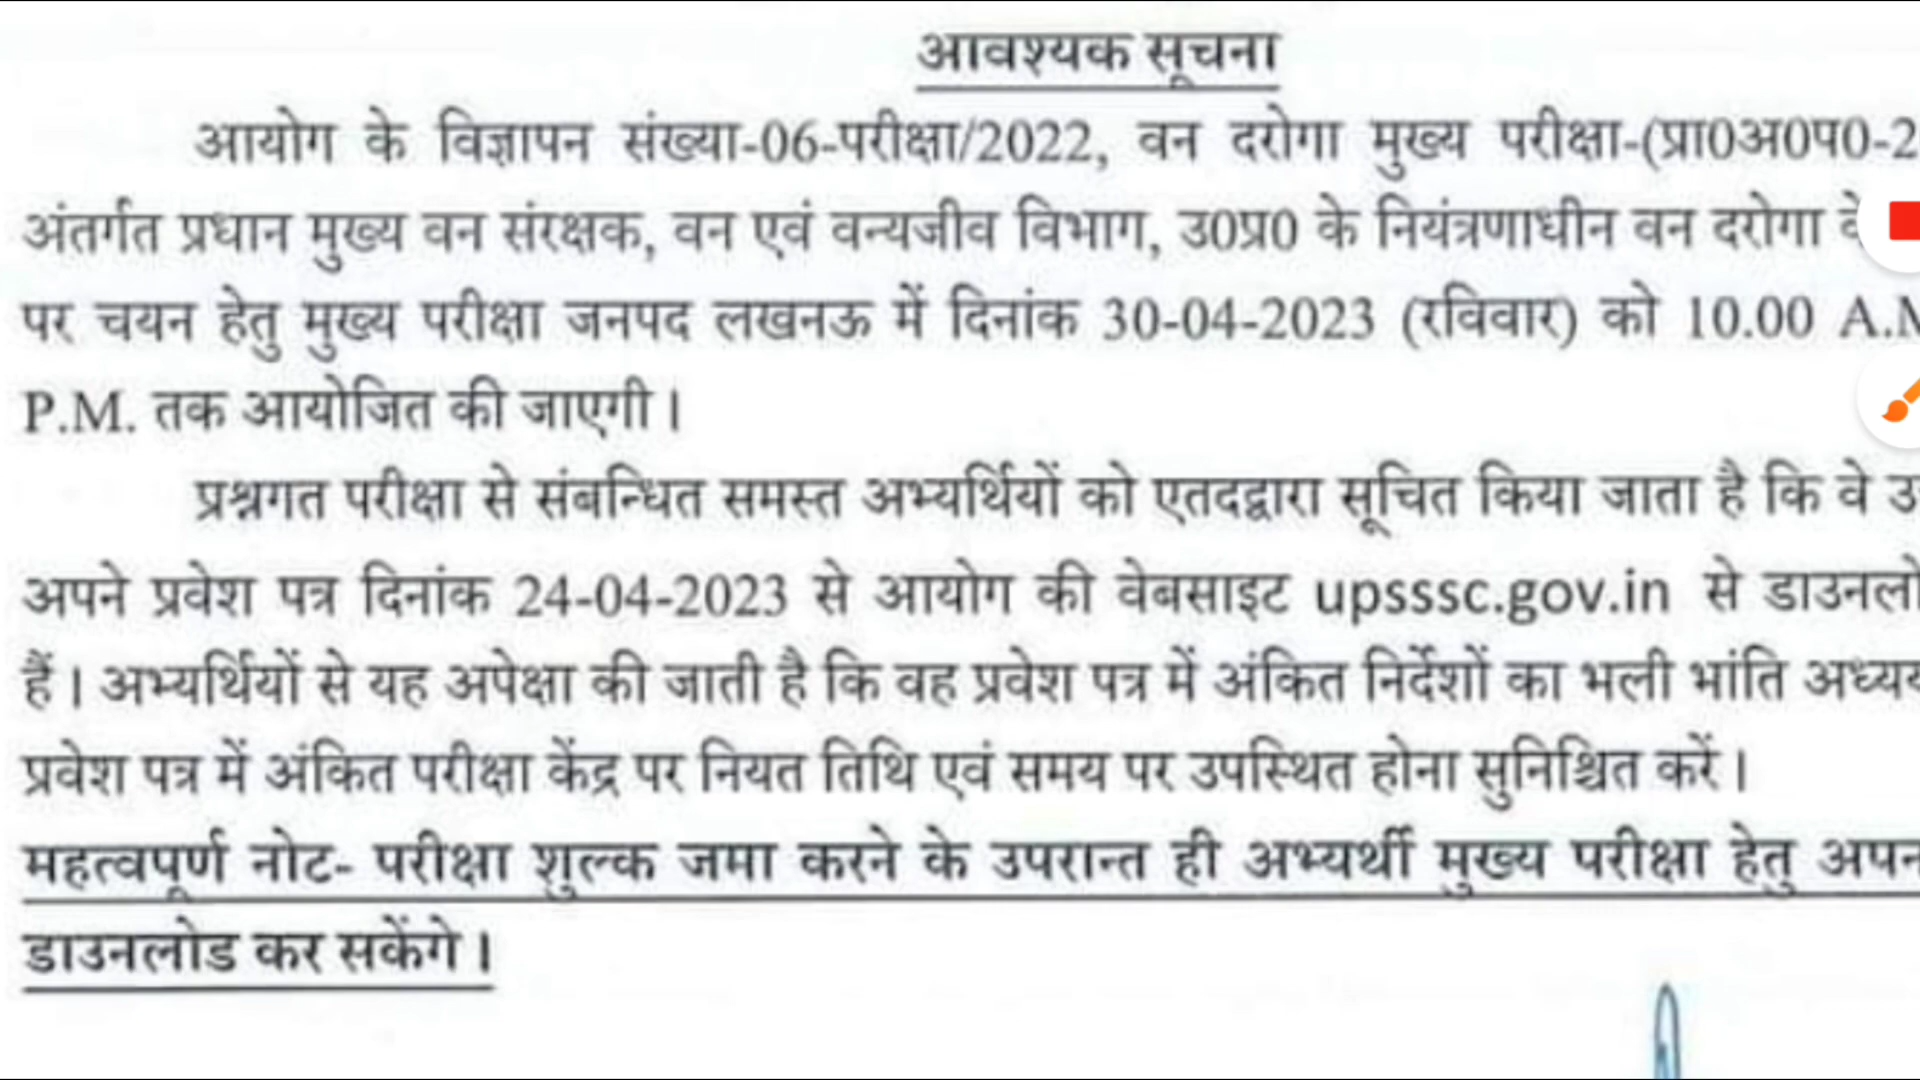 आवश्यक सूचना
आयोग के विज्ञापन संख्या-06-परीक्षा/2022, वन दरोगा मुख्य परीक्षा-(प्रा0अ0प0-2
अंतर्गत प्रधान मुख्य वन संरक्षक, वन एवं वन्यजीव विभाग, उ0प्र0 के नियंत्रणाधीन वन दरोगा
पर चयन हेतु मुख्य परीक्षा जनपद लखनऊ में दिनांक 30-04-2023 (रविवार) को 10.00 A.M
P.M. तक आयोजित की जाएगी।
प्रश्नगत परीक्षा से संबन्धित समस्त अभ्यर्थियों को एतदद्वारा सूचित किया जाता है कि वे
अपने प्रवेश पत्र दिनांक 24-04-2023 से आयोग की वेबसाइट upsssc.gov.in से डाउनलो
हैं। अभ्यर्थियों से यह अपेक्षा की जाती है कि वह प्रवेश पत्र में अंकित निर्देशों का भली भांति
प्रवेश पत्र में अंकित परीक्षा केंद्र पर नियत तिथि एवं समय पर उपस्थित होना सुनिश्चित करें।
महत्वपूर्ण नोट- परीक्षा शुल्क जमा करने के उपरान्त ही अभ्यर्थी मुख्य परीक्षा हेतु अपन
डाउनलोड कर सकेंगे।